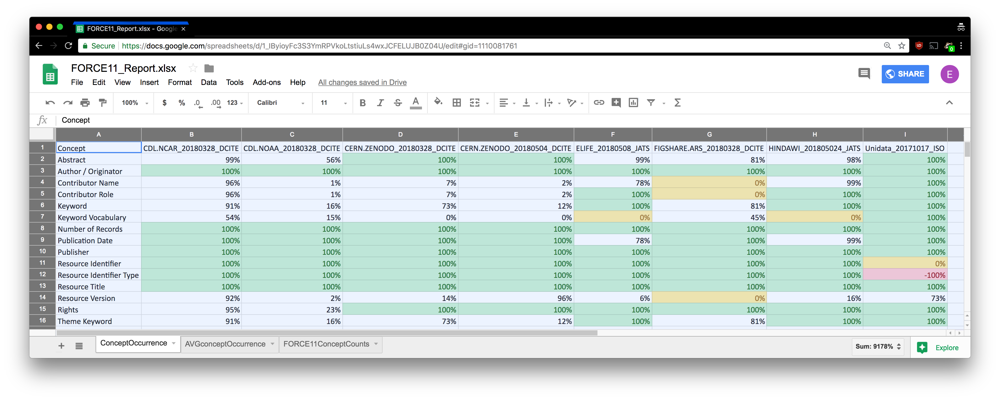 FORCE11_Report.xlsx - Google
Secure https://docs.google.com/spreadsheets/d/1_IByioyFc3S3YmRPVkoLtstiuLs4wxJCFELUJB0Z04U/edit#gid=1110081761
0
FORCE11_Report.xlsx
SHARE
E
File Edit View Insert Format Data Tools Add-ons Help All changes saved in Drive
100% $ % .0 .00 123 Calibri 11 B I S A
fx Concept
A B C D E F G H I
1 Concept CDL.NCAR_20180328_DCITE CDL.NOAA_20180328_DCITE CERN.ZENODO_20180328_DCITE CERN.ZENODO_20180504_DCITE ELIFE_20180508_JATS FIGSHARE.ARS_20180328_DCITE HINDAWI_201805024_JATS Unidata_20171017_ISO
2 Abstract 99% 56% 100% 100% 99% 81% 98% 100%
3 Author / Originator 100% 100% 100% 100% 100% 100% 100% 100%
4 Contributor Name 96% 1% 7% 2% 78% 0% 99% 100%
5 Contributor Role 96% 1% 7% 2% 100% 0% 100% 100%
6 Keyword 91% 16% 73% 12% 100% 81% 100% 100%
7 Keyword Vocabulary 54% 15% 0% 0% 0% 45% 0% 100%
8 Number of Records 100% 100% 100% 100% 100% 100% 100% 100%
9 Publication Date 100% 100% 100% 100% 78% 100% 99% 100%
10 Publisher 100% 100% 100% 100% 100% 100% 100% 100%
11 Resource Identifier 100% 100% 100% 100% 100% 100% 100% 0%
12 Resource Identifier Type 100% 100% 100% 100% 100% 100% 100% -100%
13 Resource Title 100% 100% 100% 100% 100% 100% 100% 100%
14 Resource Version 92% 2% 14% 96% 6% 0% 16% 73%
15 Rights 95% 23% 100% 100% 100% 100% 100% 100%
16 Theme Keyword 91% 16% 73% 12% 100% 81% 100% 100%
ConceptOccurrence AVGconceptOccurrence FORCE11ConceptCounts Sum: 9178% Explore